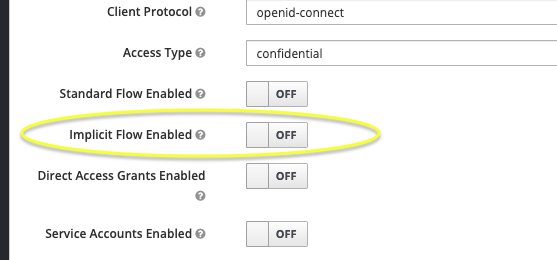 Client Protocol openid-connect
Access Type confidential
Standard Flow Enabled OFF
Implicit Flow Enabled OFF
Direct Access Grants Enabled OFF
Service Accounts Enabled OFF